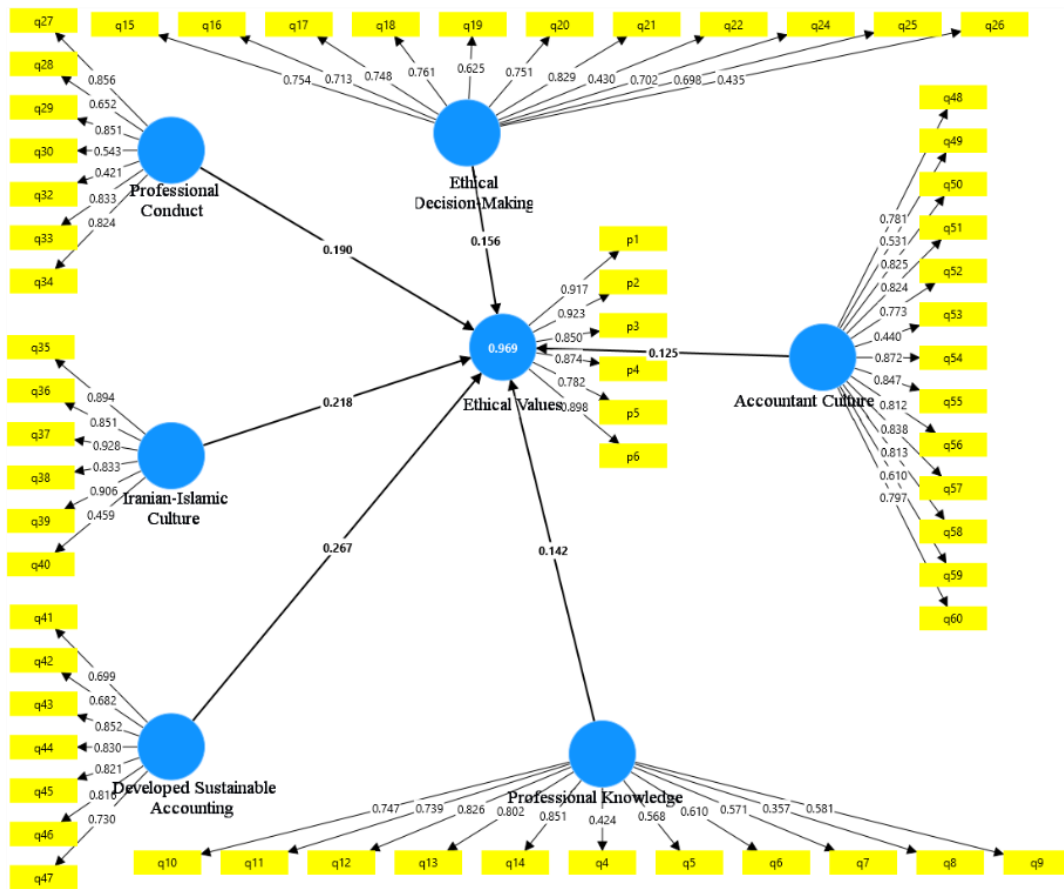 q27
q15
q16
q17
q18
q19
q20
q21
q22
q24
q25
q26
0.754
0.713
0.748
0.761
0.625
0.751
0.829
0.430
0.702
0.698
0.435
q28
q29
q30
q32
q33
q34
0.856
0.652
0.851
0.543
0.421
0.833
0.824
Professional
Conduct
Ethical
Decision-Making
0.190
0.156
q48
q49
q50
q51
q52
q53
q54
q55
q56
q57
q58
q59
q60
0.781
0.531
0.825
0.824
0.773
0.440
0.872
0.847
0.812
0.838
0.813
0.610
0.797
Accountant Culture
0.125
p1
p2
p3
p4
p5
p6
0.917
0.923
0.850
0.874
0.782
0.898
0.969
Ethical Values
q35
q36
q37
q38
q39
q40
0.894
0.851
0.928
0.833
0.906
0.459
Iranian-Islamic
Culture
0.218
0.267
0.142
q41
q42
q43
q44
q45
q46
q47
0.699
0.682
0.852
0.830
0.821
0.816
0.730
Developed Sustainable
Accounting
Professional Knowledge
0.747
0.739
0.826
0.802
0.851
0.424
0.568
0.610
0.571
0.357
0.581
q10
q11
q12
q13
q14
q4
q5
q6
q7
q8
q9